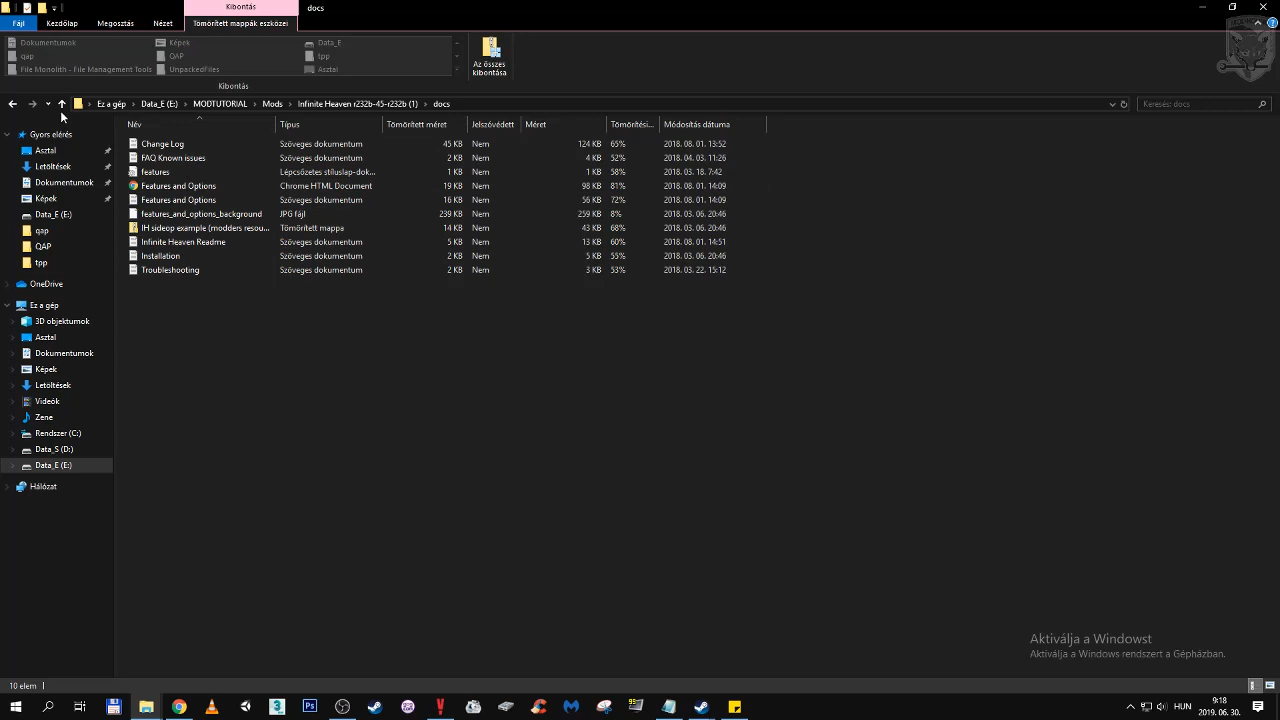 Kibontás
docs
Fájl
Kezdőlap
Megosztás
Nézet
Tömörített mappák eszközei
Dokumentumok
Képek
Data_E
qap
QAP
tpp
File Monolith - File Management Tools
UnpackedFiles
Asztal
Az összes
kibontása
Kibontás
Ez a gép
Data_E (E:)
MODTUTORIAL
Mods
Infinite Heaven r232b-45-r232b (1)
docs
Keresés: docs
Név
Típus
Tömörített méret
Jelszóvédett
Méret
Tömörítési...
Módosítás dátuma
Change Log Szöveges dokumentum 45 KB Nem 124 KB 65% 2018. 08. 01. 13:52
FAQ Known issues Szöveges dokumentum 2 KB Nem 4 KB 52% 2018. 04. 03. 11:26
features Lépcsőzetes stíluslap-dok... 1 KB Nem 1 KB 58% 2018. 03. 18. 7:42
Features and Options Chrome HTML Document 19 KB Nem 98 KB 81% 2018. 08. 01. 14:09
Features and Options Szöveges dokumentum 16 KB Nem 56 KB 72% 2018. 08. 01. 14:09
features_and_options_background JPG fájl 239 KB Nem 259 KB 8% 2018. 03. 06. 20:46
IH sideop example (modders resou... Tömörített mappa 14 KB Nem 43 KB 68% 2018. 03. 06. 20:46
Infinite Heaven Readme Szöveges dokumentum 5 KB Nem 13 KB 60% 2018. 08. 01. 14:51
Installation Szöveges dokumentum 2 KB Nem 5 KB 55% 2018. 03. 06. 20:46
Troubleshooting Szöveges dokumentum 2 KB Nem 3 KB 53% 2018. 03. 22. 15:12
Gyors elérés
Asztal
Letöltések
Dokumentumok
Képek
Data_E (E:)
qap
QAP
tpp
OneDrive
Ez a gép
3D objektumok
Asztal
Dokumentumok
Képek
Letöltések
Videók
Zene
Rendszer (C:)
Data_S (D:)
Data_E (E:)
Hálózat
Aktiválja a Windowst
Aktiválja a Windows rendszert a Gépházban.
10 elem
HUN
9:18
2019. 06. 30.